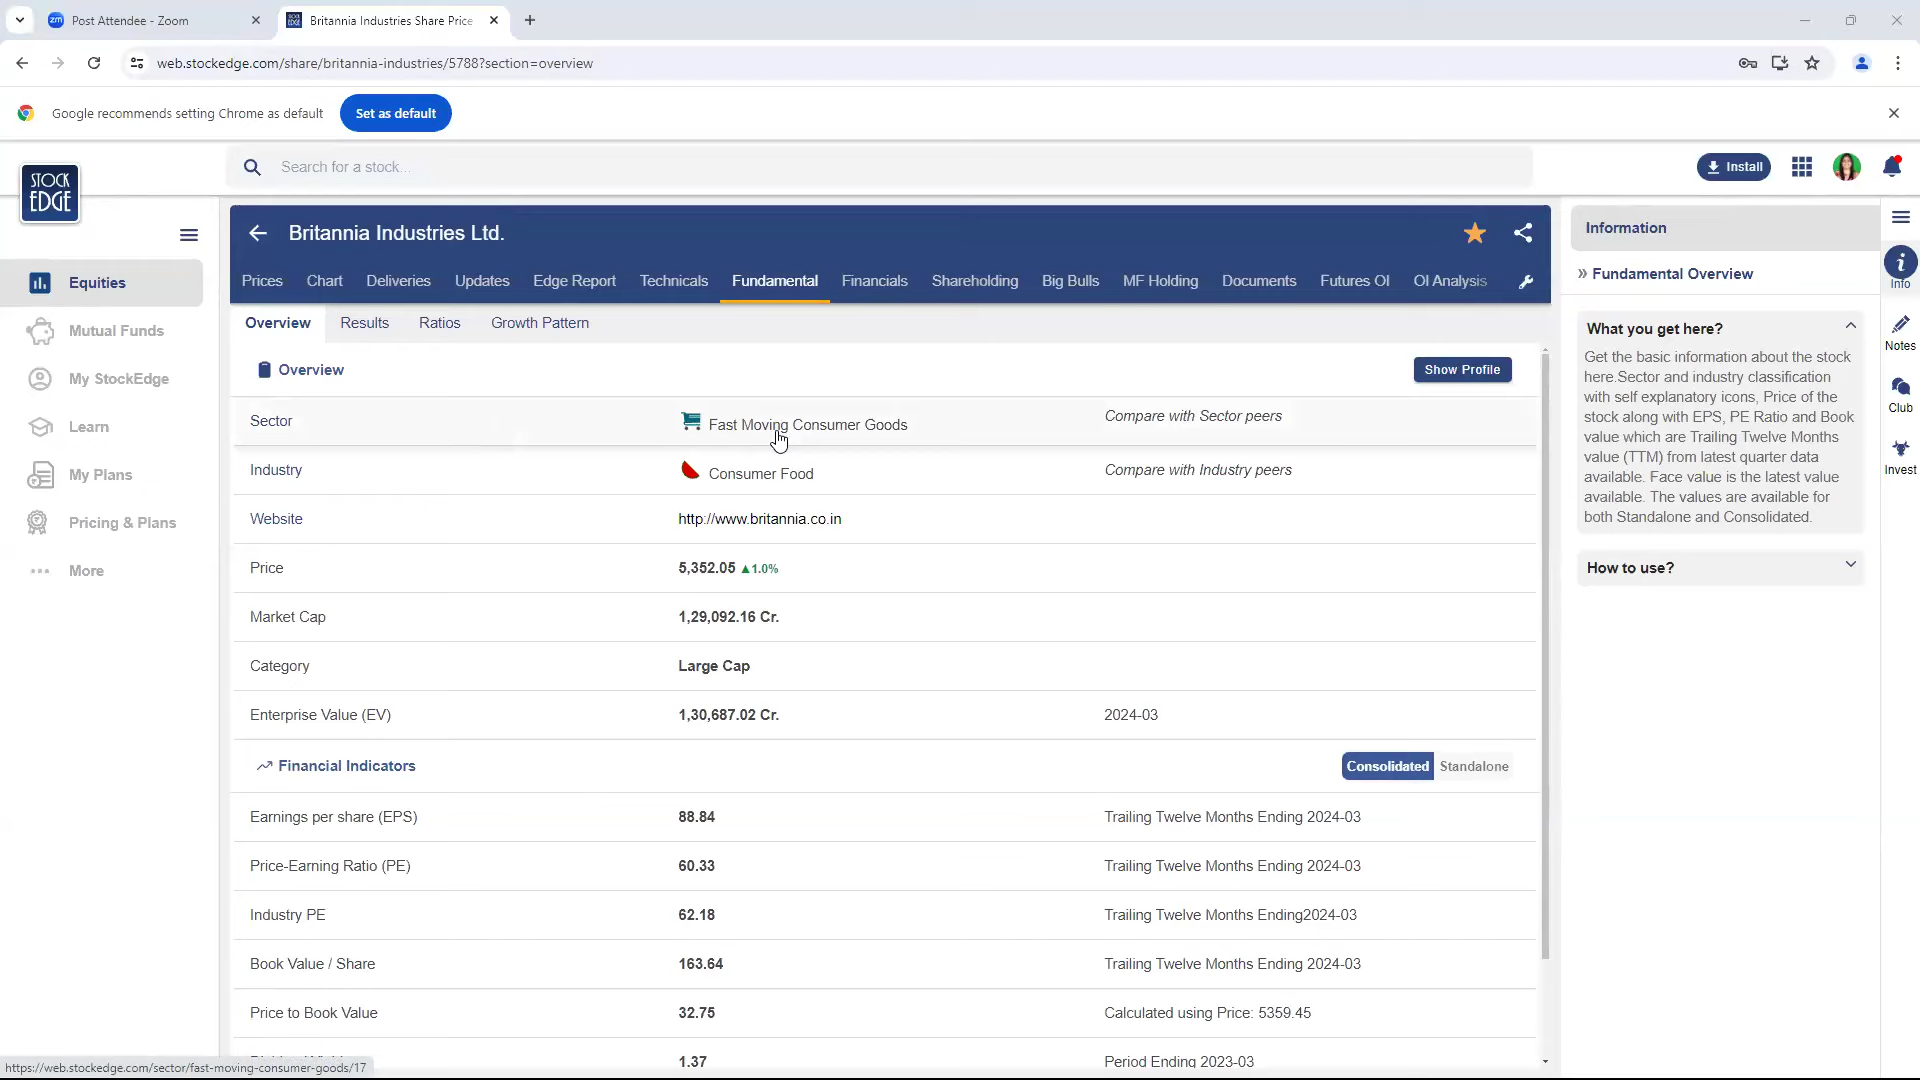 zm Post Attendee - Zoom
Britannia Industries Share Price
web.stockedge.com/share/britannia-industries/5788?section=overview
Google recommends setting Chrome as default
Set as default
STOCK
EDGE
Search for a stock...
Install
Equities
Mutual Funds
My StockEdge
Learn
My Plans
Pricing & Plans
More
Britannia Industries Ltd.
Prices Chart Deliveries Updates Edge Report Technicals Fundamental Financials Shareholding Big Bulls MF Holding Documents Futures OI OI Analysis
Overview Results Ratios Growth Pattern
Overview Show Profile
Sector Fast Moving Consumer Goods Compare with Sector peers
Industry Consumer Food Compare with Industry peers
Website http://www.britannia.co.in
Price 5,352.05 ▲1.0%
Market Cap 1,29,092.16 Cr.
Category Large Cap
Enterprise Value (EV) 1,30,687.02 Cr. 2024-03
Financial Indicators Consolidated Standalone
Earnings per share (EPS) 88.84 Trailing Twelve Months Ending 2024-03
Price-Earning Ratio (PE) 60.33 Trailing Twelve Months Ending 2024-03
Industry PE 62.18 Trailing Twelve Months Ending2024-03
Book Value / Share 163.64 Trailing Twelve Months Ending 2024-03
Price to Book Value 32.75 Calculated using Price: 5359.45
1.37 Period Ending 2023-03
https://web.stockedge.com/sector/fast-moving-consumer-goods/17
Information
» Fundamental Overview
What you get here?
Get the basic information about the stock
here.Sector and industry classification
with self explanatory icons, Price of the
stock along with EPS, PE Ratio and Book
value which are Trailing Twelve Months
value (TTM) from latest quarter data
available. Face value is the latest value
available. The values are available for
both Standalone and Consolidated.
How to use?
Info
Notes
Club
Invest